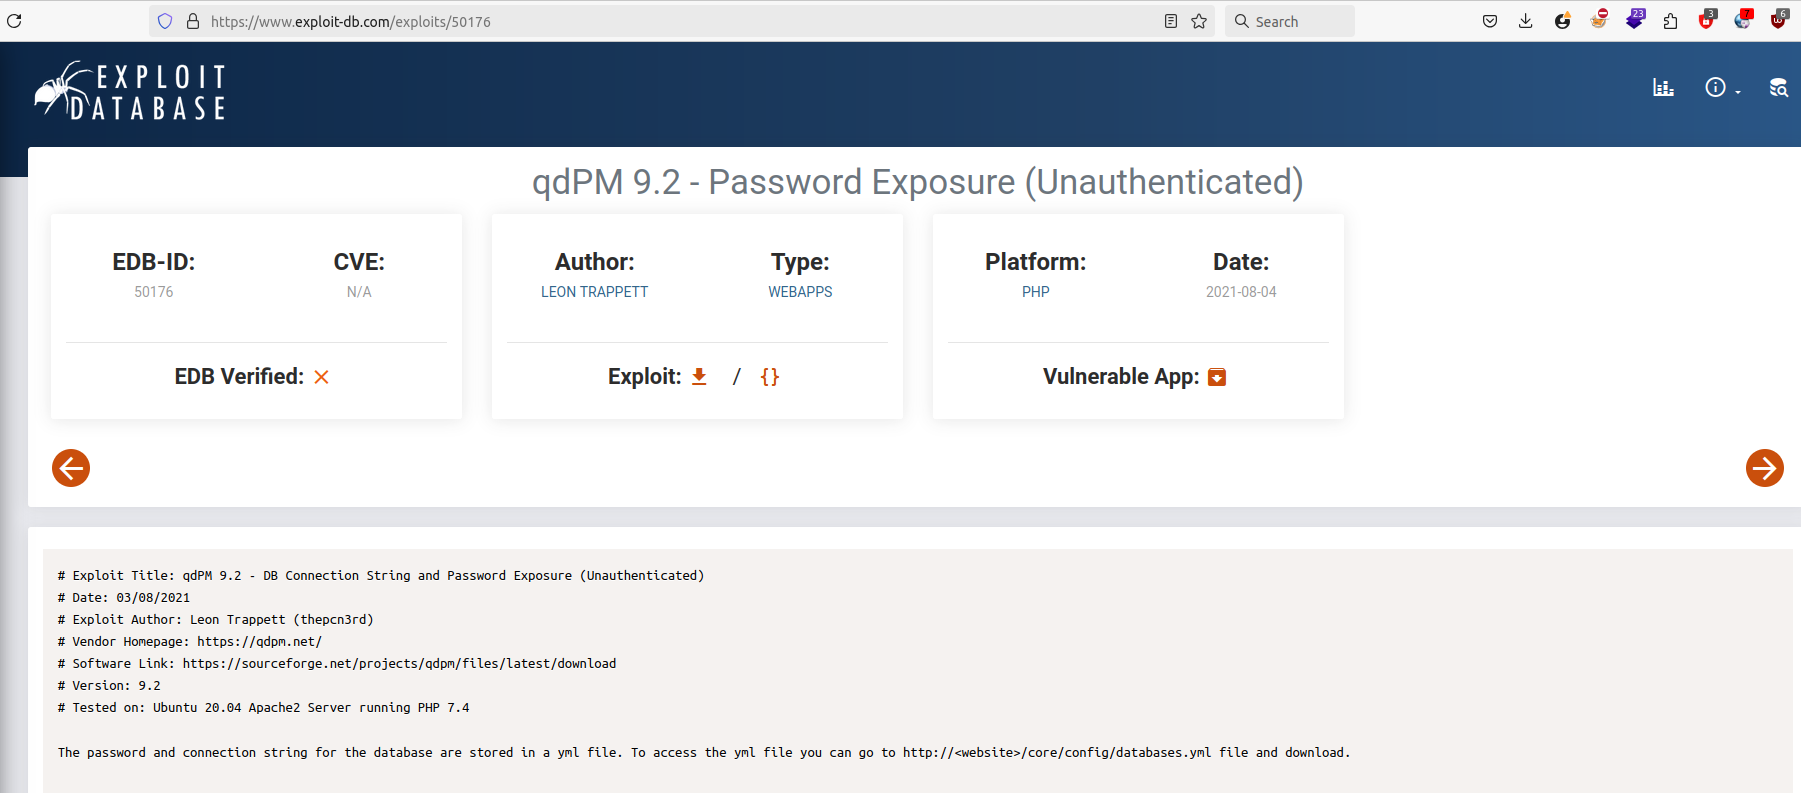 https://www.exploit-db.com/exploits/50176
Search
23
3
7
6
EXPLOIT
DATABASE
qdPM 9.2 - Password Exposure (Unauthenticated)
EDB-ID:
50176
CVE:
N/A
EDB Verified:
Author:
LEON TRAPPETT
Type:
WEBAPPS
Exploit: / {}
Platform:
PHP
Date:
2021-08-04
Vulnerable App:
# Exploit Title: qdPM 9.2 - DB Connection String and Password Exposure (Unauthenticated)
# Date: 03/08/2021
# Exploit Author: Leon Trappett (thepcn3rd)
# Vendor Homepage: https://qdpm.net/
# Software Link: https://sourceforge.net/projects/qdpm/files/latest/download
# Version: 9.2
# Tested on: Ubuntu 20.04 Apache2 Server running PHP 7.4
The password and connection string for the database are stored in a yml file. To access the yml file you can go to http://<website>/core/config/databases.yml file and download.